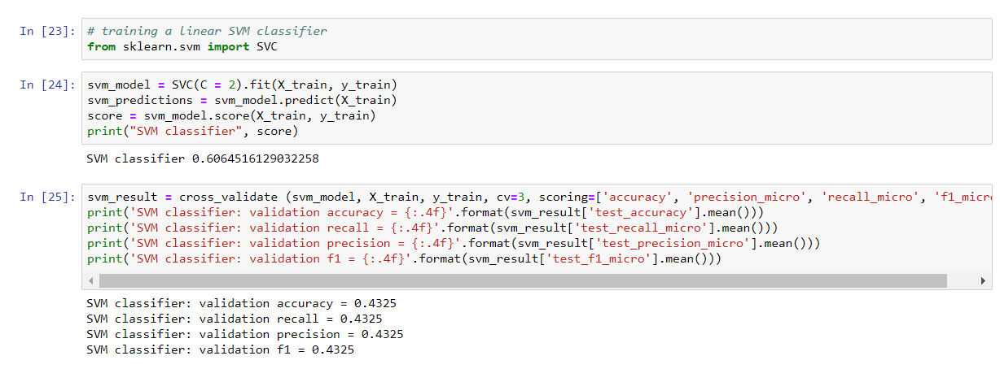 In [23]: # training a linear SVM classifier
from sklearn.svm import SVC
In [24]: svm_model = SVC(C = 2).fit(X_train, y_train)
svm_predictions = svm_model.predict(X_train)
score = svm_model.score(X_train, y_train)
print("SVM classifier", score)
SVM classifier 0.6064516129032258
In [25]: svm_result = cross_validate (svm_model, X_train, y_train, cv=3, scoring=['accuracy', 'precision_micro', 'recall_micro', 'f1_micro
print('SVM classifier: validation accuracy = {:.4f}'.format(svm_result['test_accuracy'].mean()))
print('SVM classifier: validation recall = {:.4f}'.format(svm_result['test_recall_micro'].mean()))
print('SVM classifier: validation precision = {:.4f}'.format(svm_result['test_precision_micro'].mean()))
print('SVM classifier: validation f1 = {:.4f}'.format(svm_result['test_f1_micro'].mean()))
SVM classifier: validation accuracy = 0.4325
SVM classifier: validation recall = 0.4325
SVM classifier: validation precision = 0.4325
SVM classifier: validation f1 = 0.4325